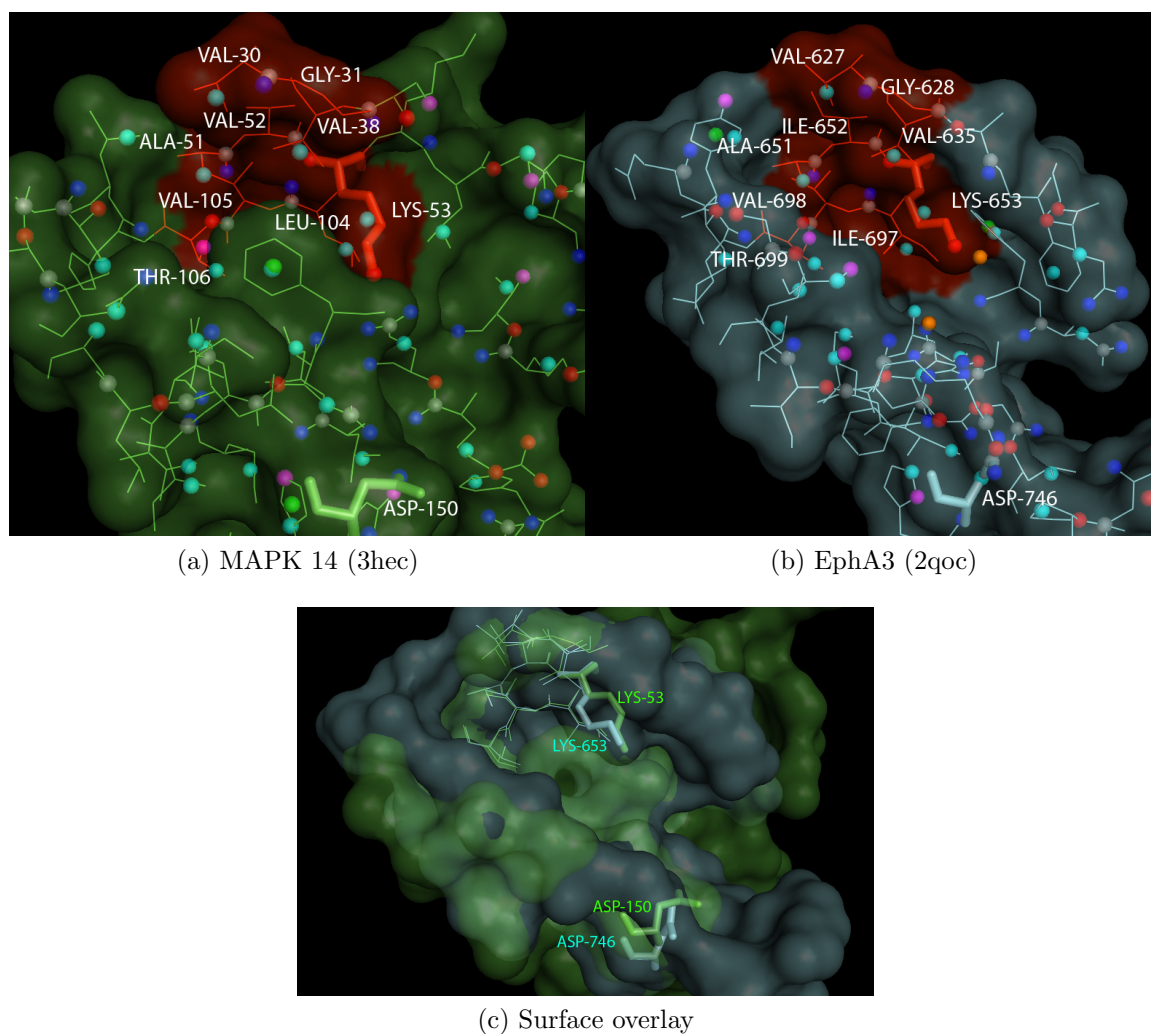 VAL-30
GLY-31
VAL-52
VAL-38
ALA-51
VAL-105
LEU-104
LYS-53
THR-106
ASP-150
(a) MAPK 14 (3hec)
VAL-627
GLY-628
ILE-652
VAL-635
ALA-651
VAL-698
LYS-653
ILE-697
THR-699
ASP-746
(b) EphA3 (2qoc)
LYS-53
LYS-653
ASP-150
ASP-746
(c) Surface overlay